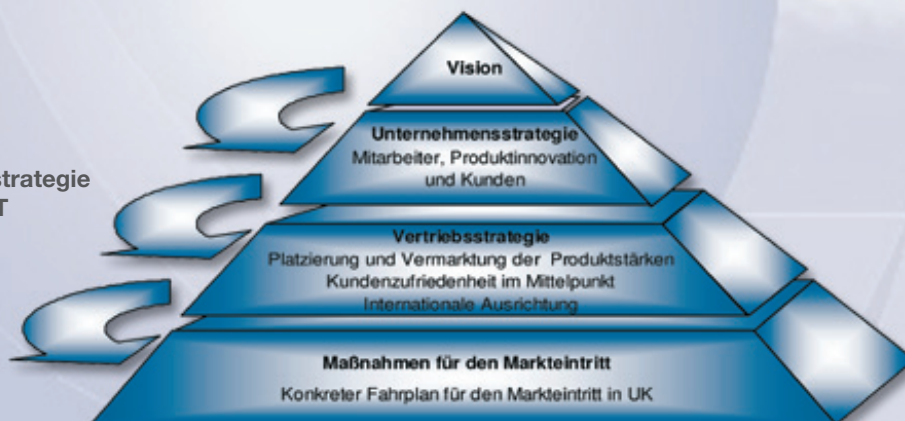 Vision
Unternehmensstrategie
Mitarbeiter, Produktinnovation
und Kunden
strategie
T
Vertriebsstrategie
Platzierung und Vermarktung der Produktstärken
Kundenzufriedenheit im Mittelpunkt
Internationale Ausrichtung
Maßnahmen für den Markteintritt
Konkreter Fahrplan für den Markteintritt in UK